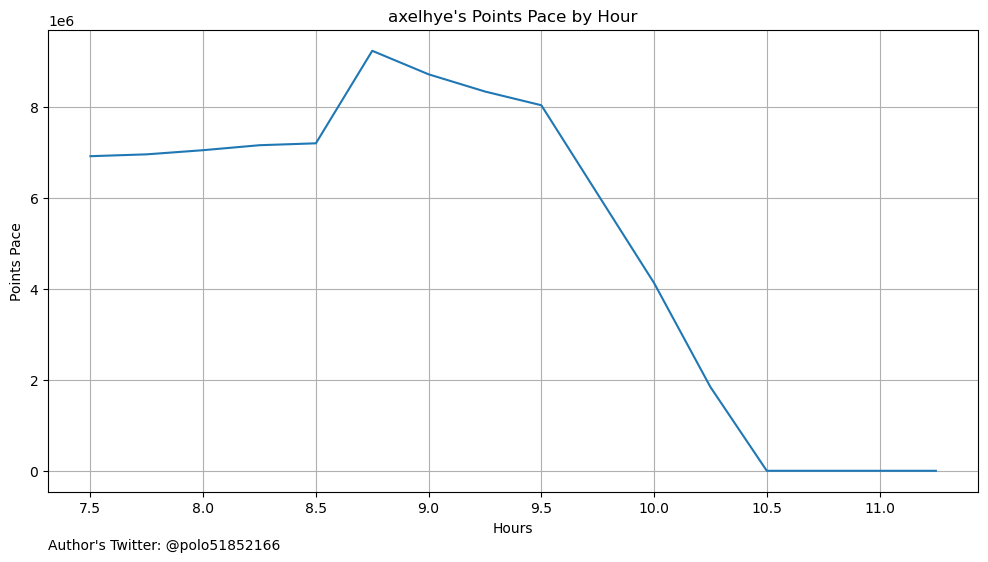 axelhye's Points Pace by Hour
1e6
8
6
4
2
0
Points Pace
7.5 8.0 8.5 9.0 9.5 10.0 10.5 11.0
Hours
Author's Twitter: @polo51852166